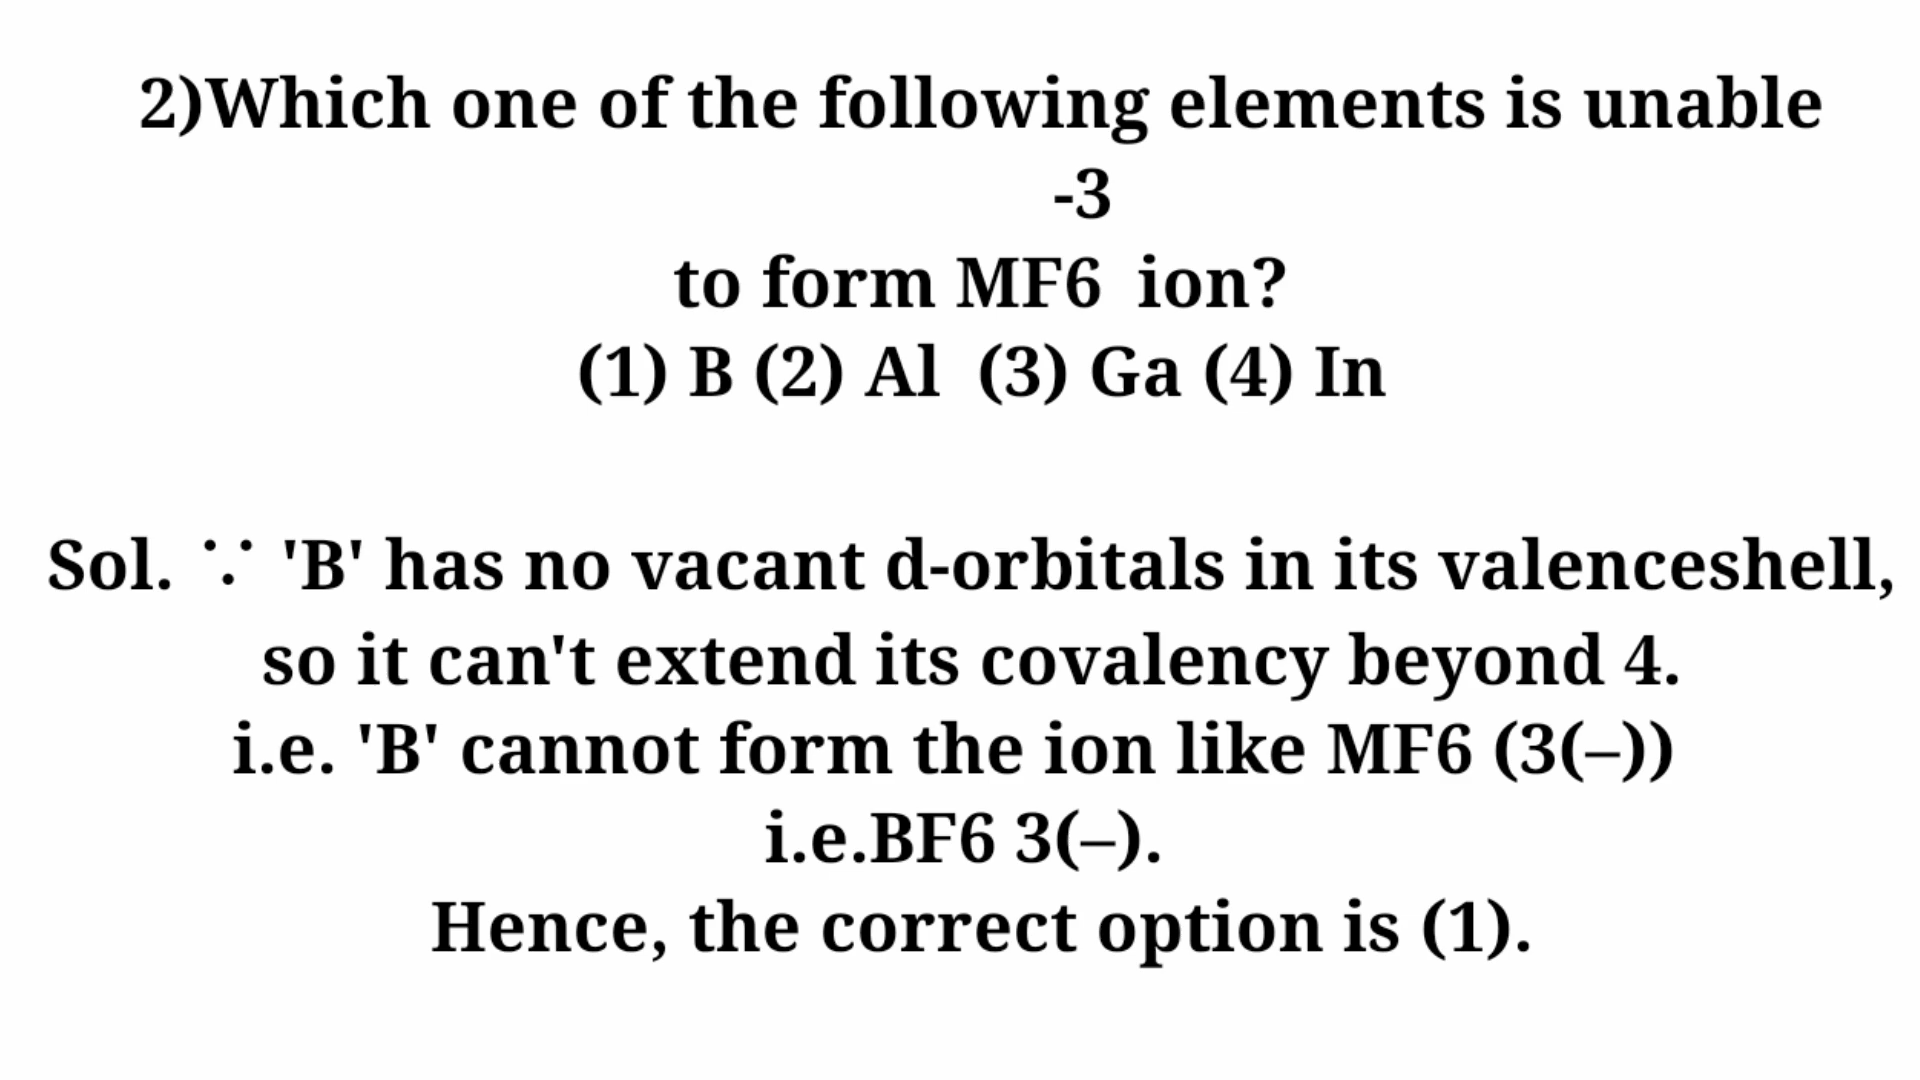 2)Which one of the following elements is unable
-3
to form MF6 ion?
(1) B (2) Al (3) Ga (4) In
Sol. ∵ 'B' has no vacant d-orbitals in its valenceshell,
so it can't extend its covalency beyond 4.
i.e. 'B' cannot form the ion like MF6 (3(–))
i.e.BF6 3(–).
Hence, the correct option is (1).